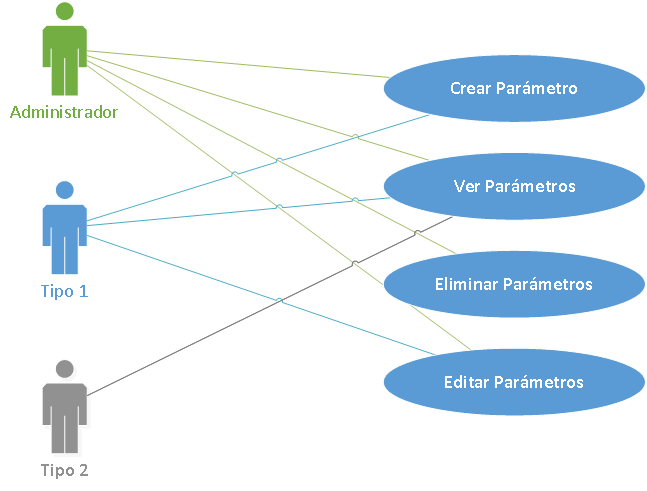 Administrador
Crear Parámetro
Ver Parámetros
Tipo 1
Eliminar Parámetros
Editar Parámetros
Tipo 2